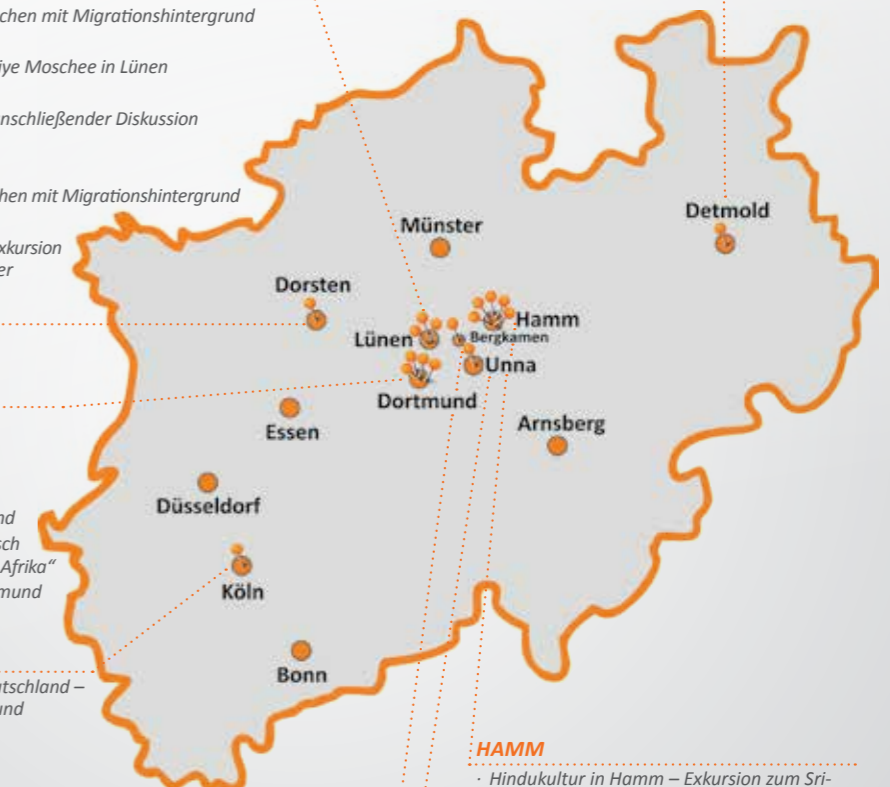 chen mit Migrationshintergrund
iye Moschee in Lünen
nschließender Diskussion
hen mit Migrationshintergrund
xkursion
er
nd
sch
Afrika“
mund
utschland –
und
Detmold
Münster
Dorsten
Hamm
Lünen
Bergkamen
Unna
Dortmund
Arnsberg
Essen
Düsseldorf
Köln
Bonn
HAMM
· Hindukultur in Hamm – Exkursion zum Sri-